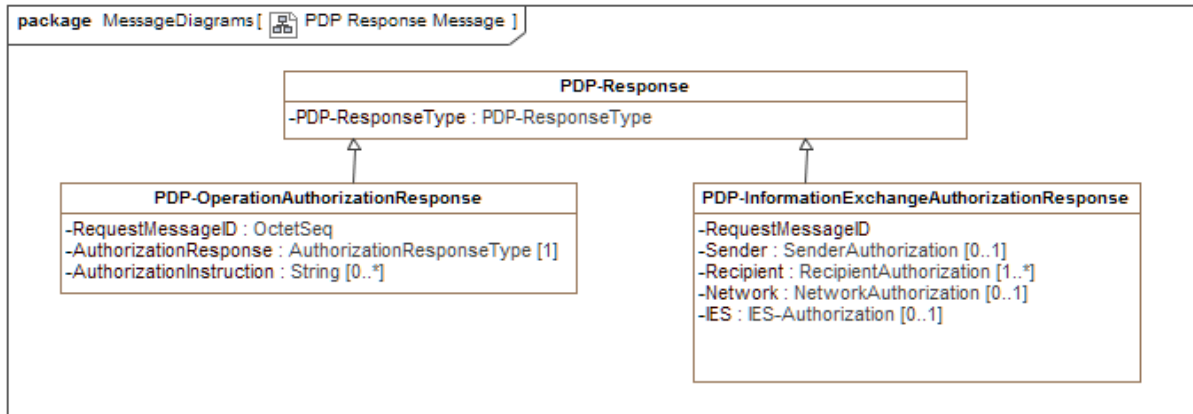 package MessageDiagrams[ PDP Response Message ]
PDP-Response
-PDP-ResponseType : PDP-ResponseType
PDP-OperationAuthorizationResponse
-RequestMessageID : OctetSeq
-AuthorizationResponse : AuthorizationResponseType [1]
-AuthorizationInstruction : String [0..*]
PDP-InformationExchangeAuthorizationResponse
-RequestMessageID
-Sender : SenderAuthorization [0..1]
-Recipient : RecipientAuthorization [1..*]
-Network : NetworkAuthorization [0..1]
-IES : IES-Authorization [0..1]